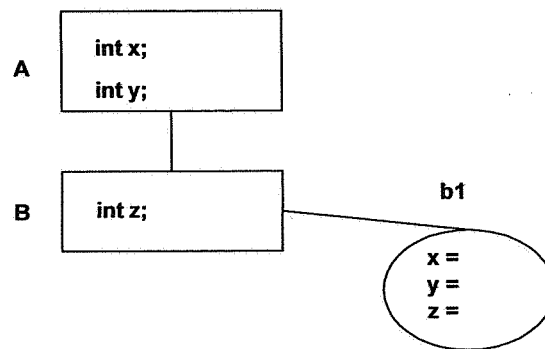 A
int x;
int y;
B
int z;
b1
x =
y =
z =